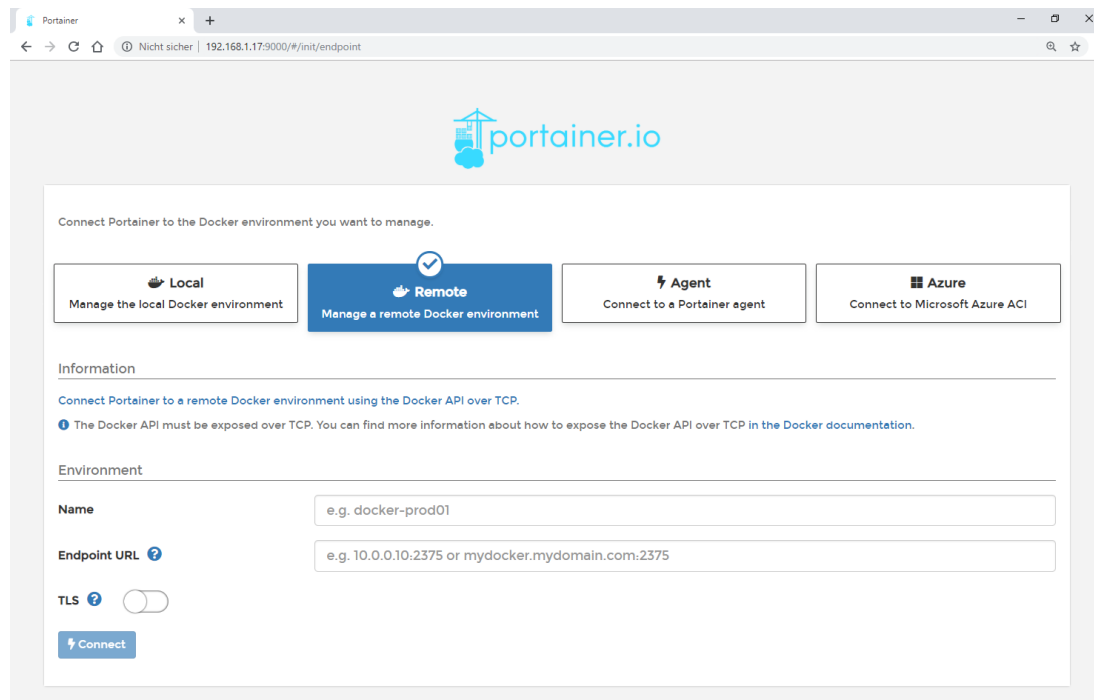 Portainer
Nicht sicher | 192.168.1.17:9000/#/init/endpoint
portainer.io
Connect Portainer to the Docker environment you want to manage.
Local
Manage the local Docker environment
Remote
Manage a remote Docker environment
Agent
Connect to a Portainer agent
Azure
Connect to Microsoft Azure ACI
Information
Connect Portainer to a remote Docker environment using the Docker API over TCP.
The Docker API must be exposed over TCP. You can find more information about how to expose the Docker API over TCP in the Docker documentation.
Environment
Name
e.g. docker-prod01
Endpoint URL
e.g. 10.0.0.10:2375 or mydocker.mydomain.com:2375
TLS
Connect